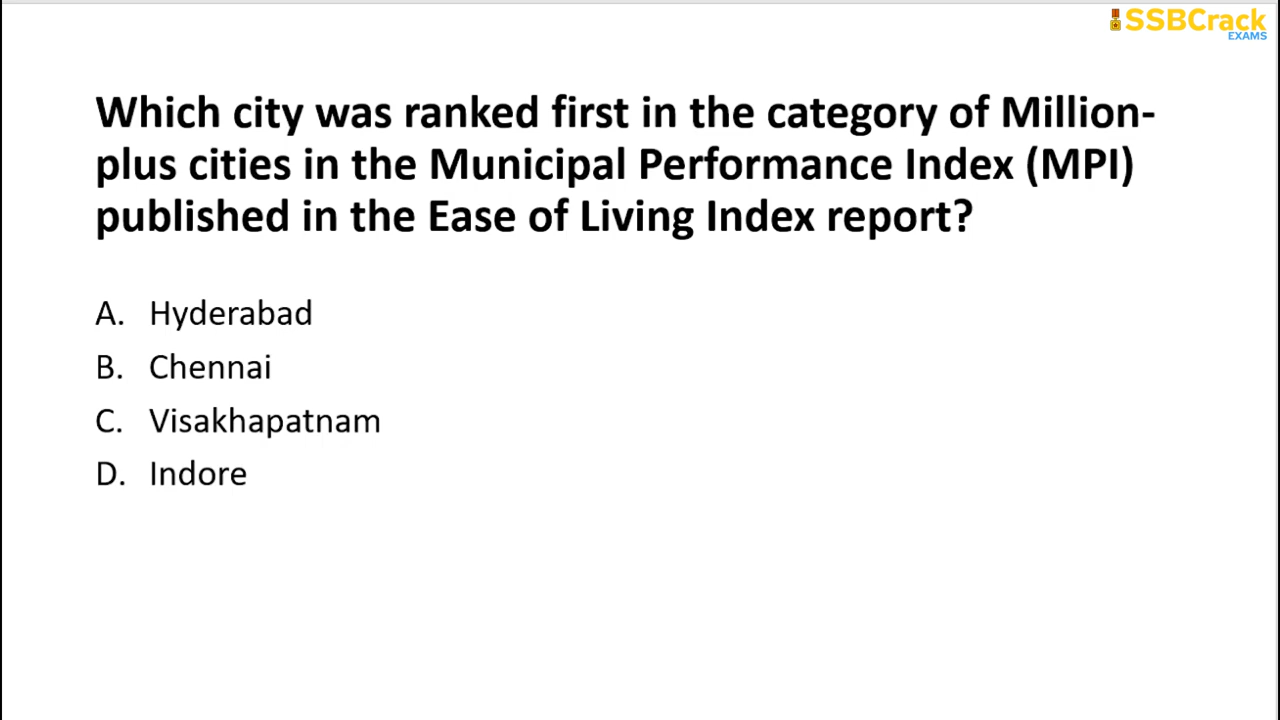 SSBCrack
EXAMS
Which city was ranked first in the category of Million-
plus cities in the Municipal Performance Index (MPI)
published in the Ease of Living Index report?
A. Hyderabad
B. Chennai
C. Visakhapatnam
D. Indore